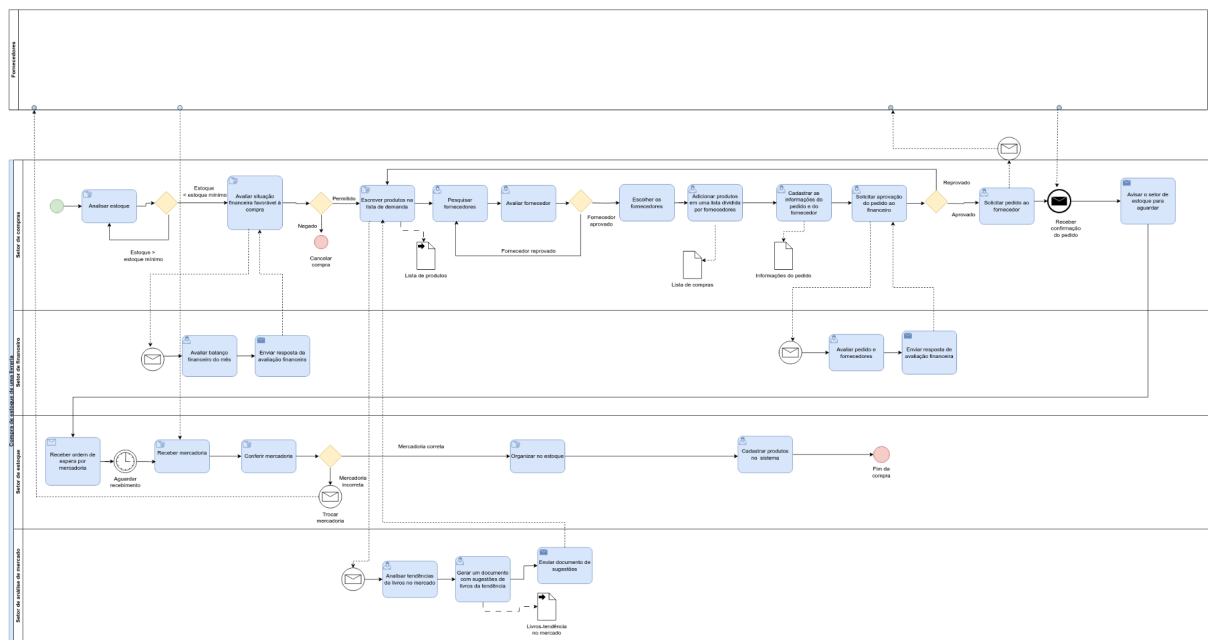 Fornecedores
Compra de estoque de uma livraria
Setor de compras
Analisar estoque
Estoque
< estoque mínimo
Estoque >
estoque mínimo
Avaliar situação
financeira favorável à
compra
Permitido
Negado
Cancelar
compra
Escrever produtos na
lista de demanda
Lista de produtos
Pesquisar
fornecedores
Avaliar fornecedor
Fornecedor
aprovado
Fornecedor reprovado
Escolher os
fornecedores
Adicionar produtos
em uma lista dividida
por fornecedores
Lista de compras
Cadastrar as
informações do
pedido e do
fornecedor
Informações do pedido
Solicitar aprovação
do pedido ao
financeiro
Reprovado
Aprovado
Solicitar pedido ao
fornecedor
Receber
confirmação
do pedido
Avisar o setor de
estoque para
aguardar
Setor de financeiro
Avaliar balanço
financeiro do mês
Enviar resposta da
avaliação financeira
Avaliar pedido e
fornecedores
Enviar resposta de
avaliação financeira
Setor de estoque
Receber ordem de
espera por
mercadoria
Aguardar
recebimento
Receber mercadoria
Conferir mercadoria
Mercadoria correta
Mercadoria
incorreta
Trocar
mercadoria
Organizar no estoque
Cadastrar produtos
no sistema
Fim da
compra
Setor de análise de mercado
Analisar tendências
de livros no mercado
Gerar um documento
com sugestões de
livros da tendência
Enviar documento de
sugestões
Livros-tendência
no mercado